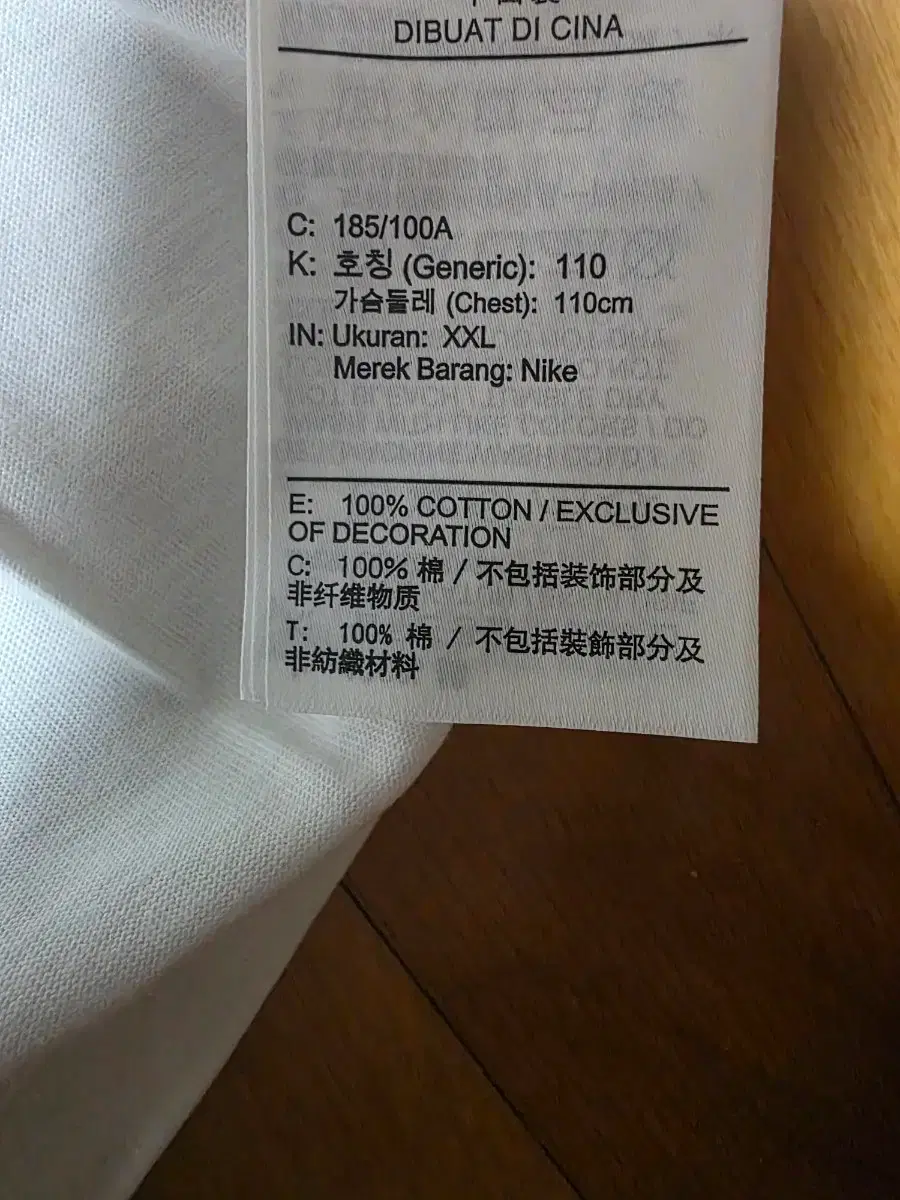 DIBUAT DI CINA
C: 185/100A
K: 호칭 (Generic): 110
가슴둘레 (Chest): 110cm
IN: Ukuran: XXL
Merek Barang: Nike
E: 100% COTTON / EXCLUSIVE
OF DECORATION
C: 100% 棉 / 不包括装饰部分及
非纤维物质
T: 100% 棉 / 不包括裝飾部分及
非紡織材料